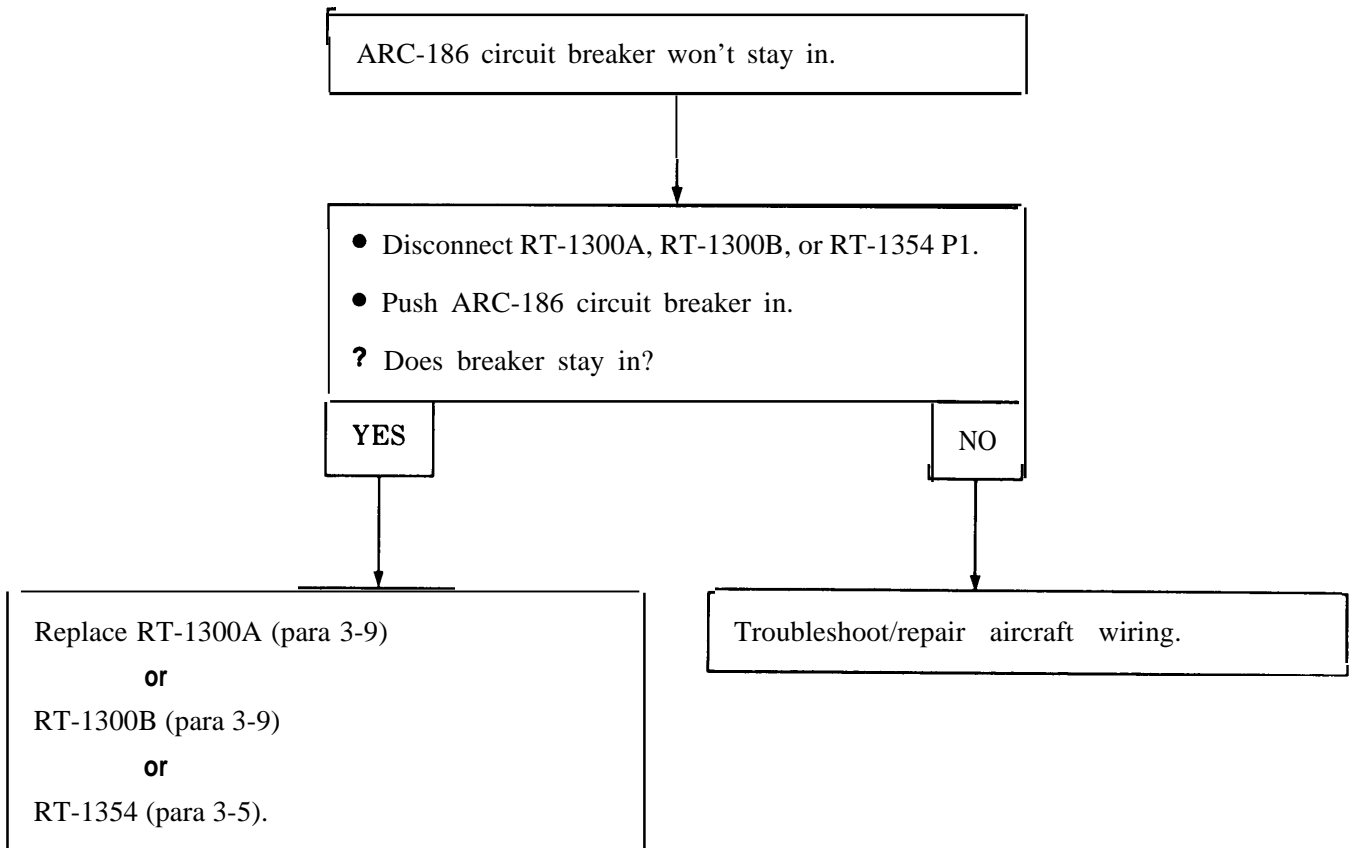 ARC-186 circuit breaker won't stay in.
● Disconnect RT-1300A, RT-1300B, or RT-1354 P1.
● Push ARC-186 circuit breaker in.
? Does breaker stay in?
YES
NO
Replace RT-1300A (para 3-9)
or
RT-1300B (para 3-9)
or
RT-1354 (para 3-5).
Troubleshoot/repair aircraft wiring.